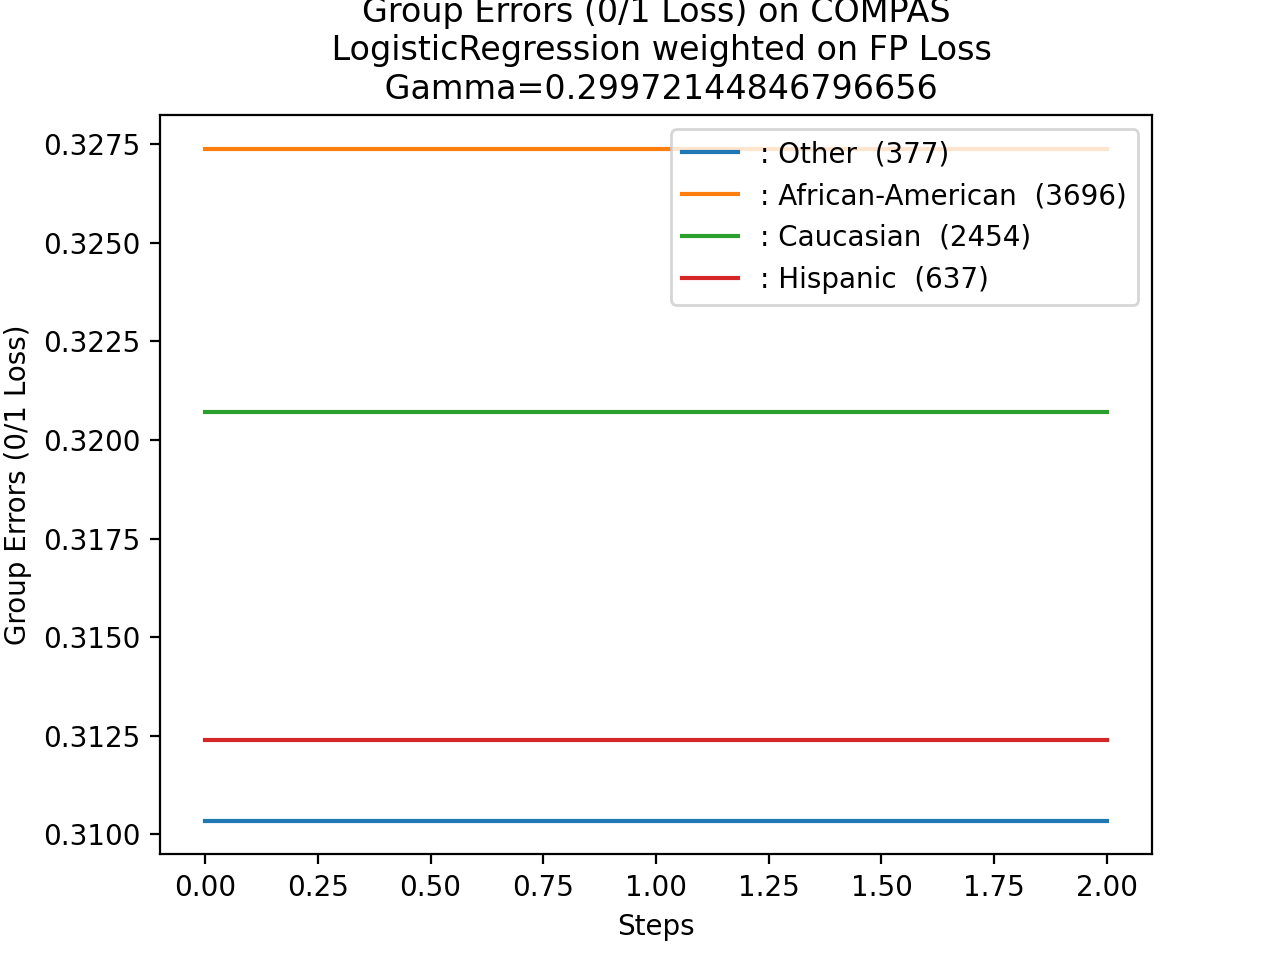 Group Errors (0/1 Loss) on COMPAS
LogisticRegression weighted on FP Loss
Gamma=0.29972144846796656
Group Errors (0/1 Loss)
0.3275
0.3250
0.3225
0.3200
0.3175
0.3150
0.3125
0.3100
: Other (377)
: African-American (3696)
: Caucasian (2454)
: Hispanic (637)
0.00 0.25 0.50 0.75 1.00 1.25 1.50 1.75 2.00
Steps